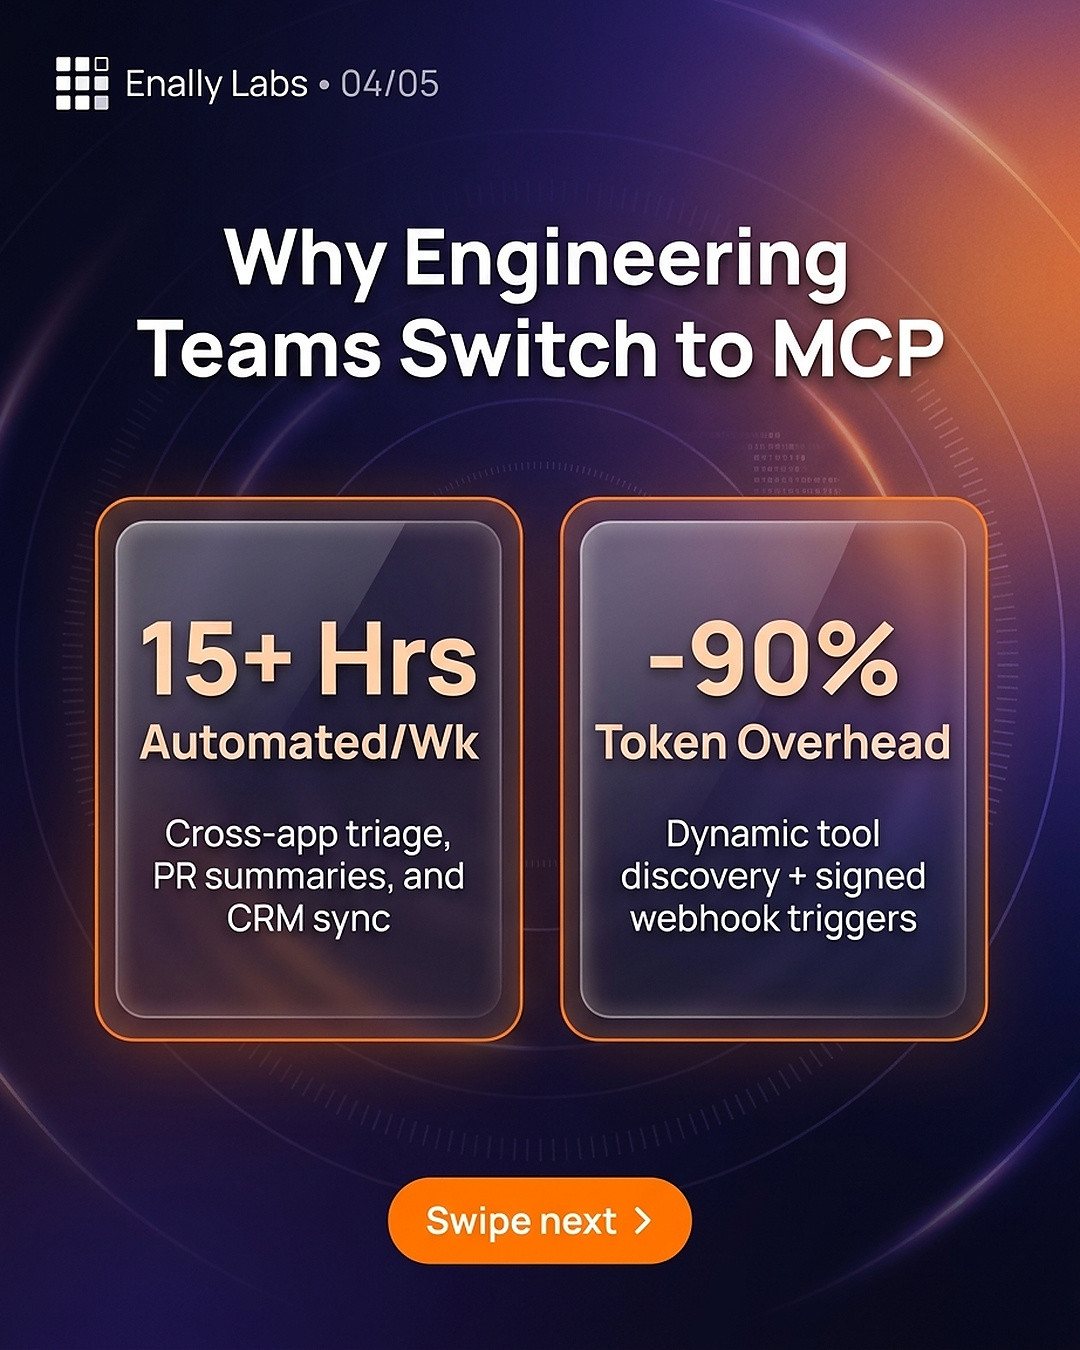 Enally Labs • 04/05
Why Engineering
Teams Switch to MCP
15+ Hrs
Automated/Wk
Cross-app triage,
PR summaries, and
CRM sync
-90%
Token Overhead
Dynamic tool
discovery + signed
webhook triggers
Swipe next >